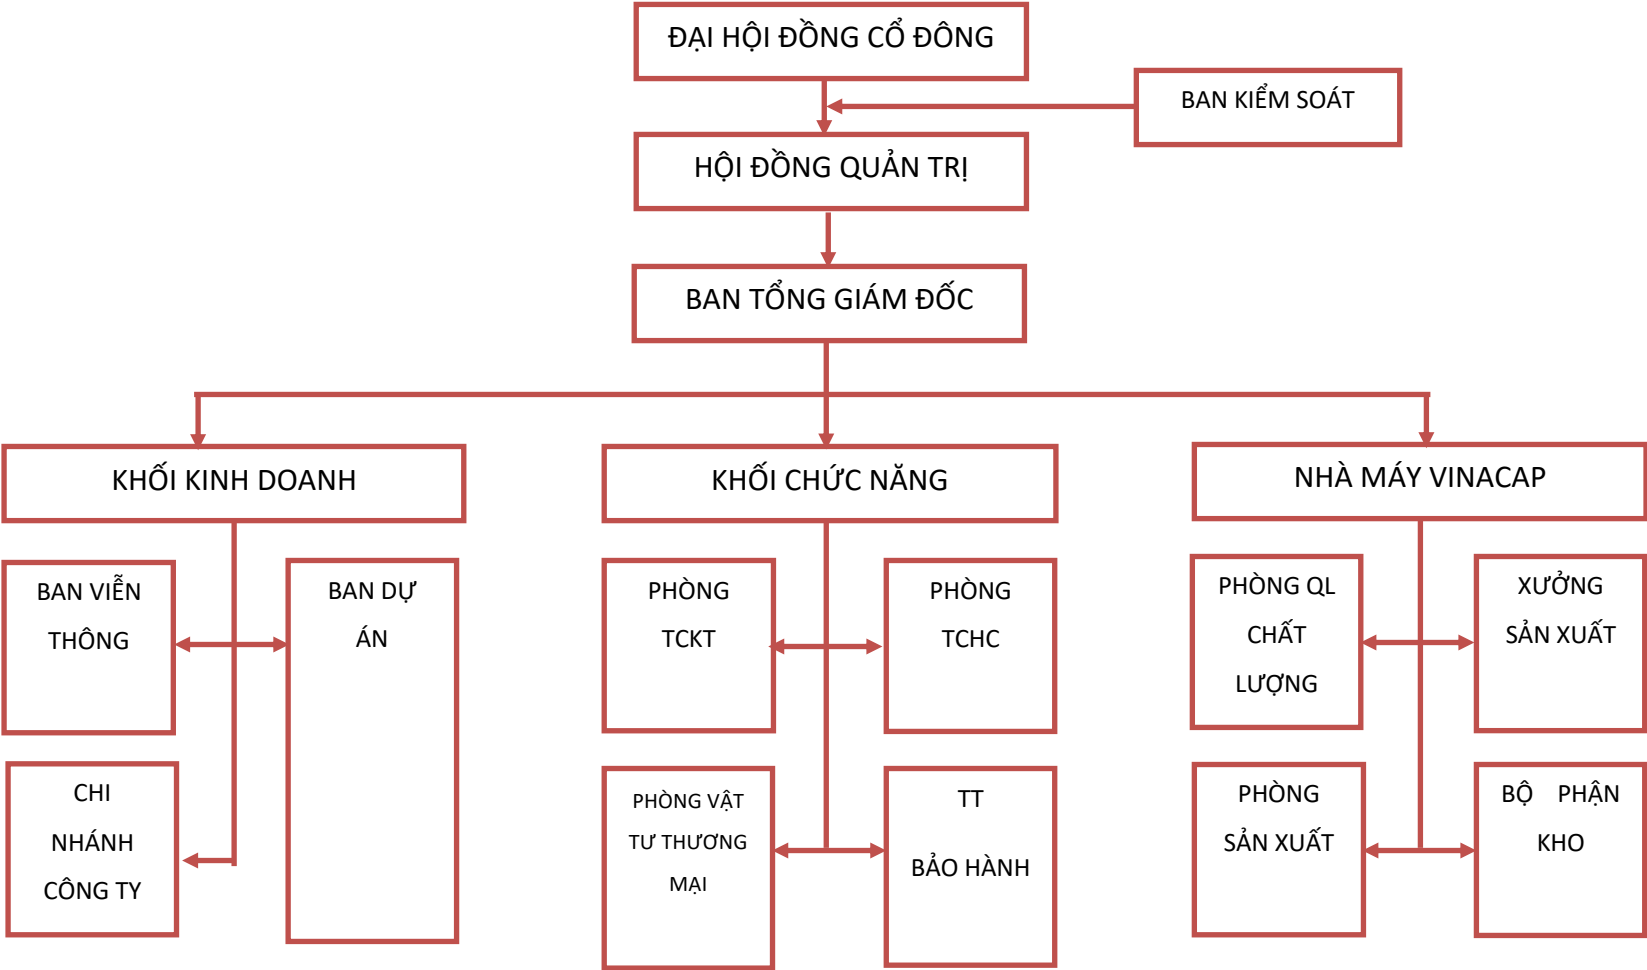 ĐẠI HỘI ĐỒNG CỔ ĐÔNG
BAN KIỂM SOÁT
HỘI ĐỒNG QUẢN TRỊ
BAN TỔNG GIÁM ĐỐC
KHỐI KINH DOANH
KHỐI CHỨC NĂNG
NHÀ MÁY VINACAP
BAN VIỄN
THÔNG
BAN DỰ
ÁN
PHÒNG
TCKT
PHÒNG
TCHC
PHÒNG QL
CHẤT
LƯỢNG
XƯỞNG
SẢN XUẤT
CHI
NHÁNH
CÔNG TY
PHÒNG VẬT
TƯ THƯƠNG
MẠI
TT
BẢO HÀNH
PHÒNG
SẢN XUẤT
BỘ PHẬN
KHO